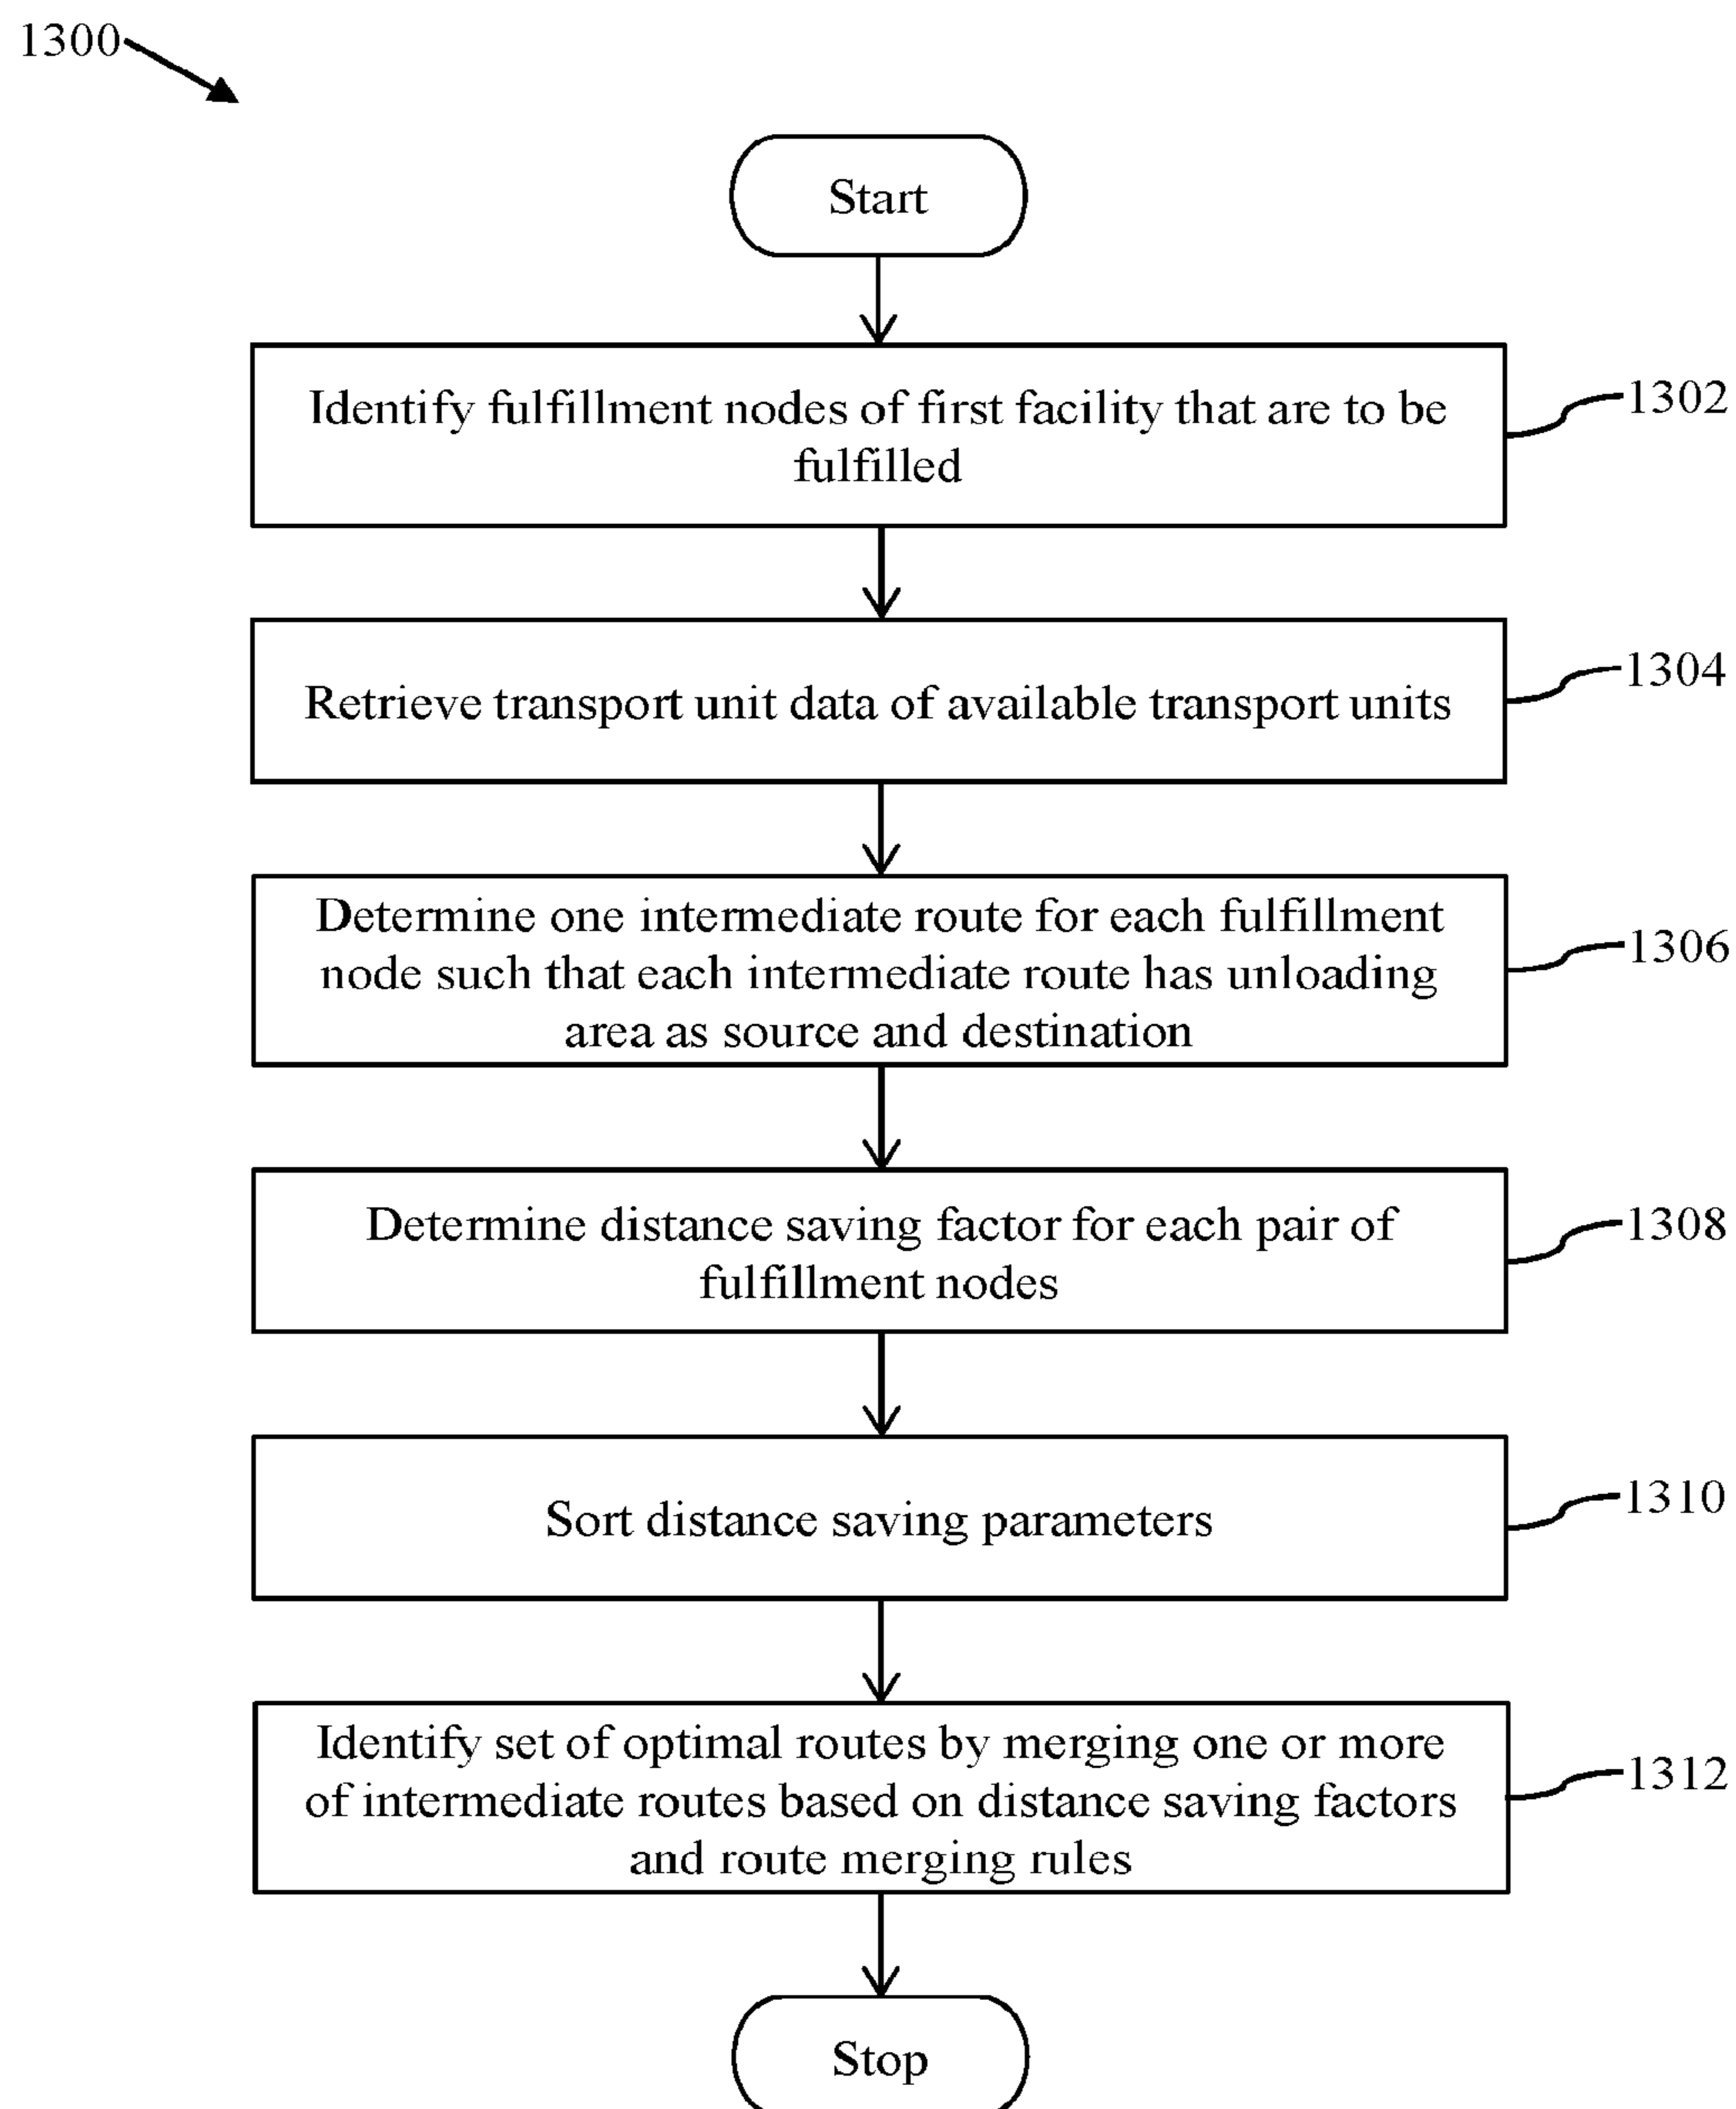 1300
Start
Identify fulfillment nodes of first facility that are to be
fulfilled
1302
Retrieve transport unit data of available transport units
1304
Determine one intermediate route for each fulfillment
node such that each intermediate route has unloading
area as source and destination
1306
Determine distance saving factor for each pair of
fulfillment nodes
1308
Sort distance saving parameters
1310
Identify set of optimal routes by merging one or more
of intermediate routes based on distance saving factors
and route merging rules
1312
Stop